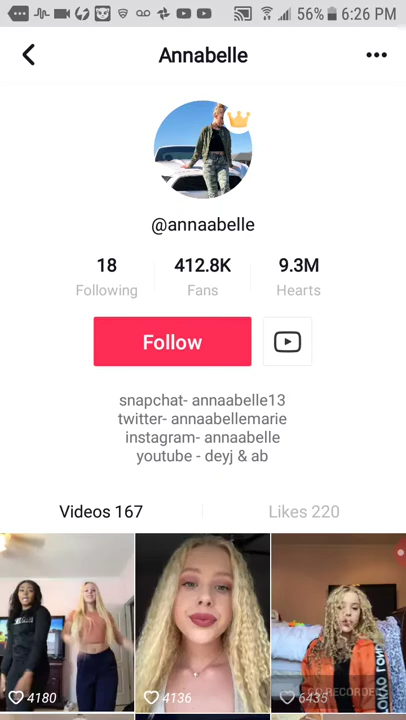 56% 6:26 PM
Annabelle
@annaabelle
18 412.8K 9.3M
Following Fans Hearts
Follow
snapchat- annaabelle13
twitter- annaabellemarie
instagram- annaabelle
youtube - deyj & ab
Videos 167 Likes 220
4180 4136 6435